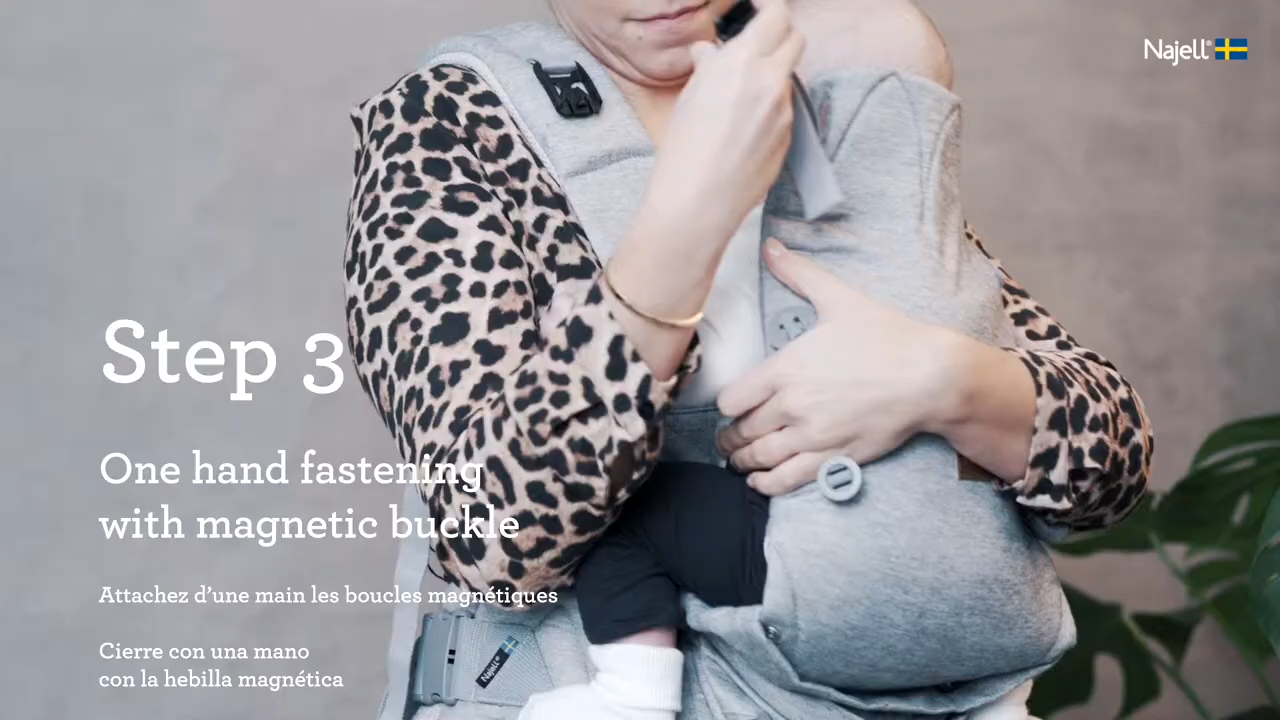 Najell®
Step 3
One hand fastening
with magnetic buckle
Attachez d’une main les boucles magnétiques
Cierre con una mano
con la hebilla magnética
Najell®